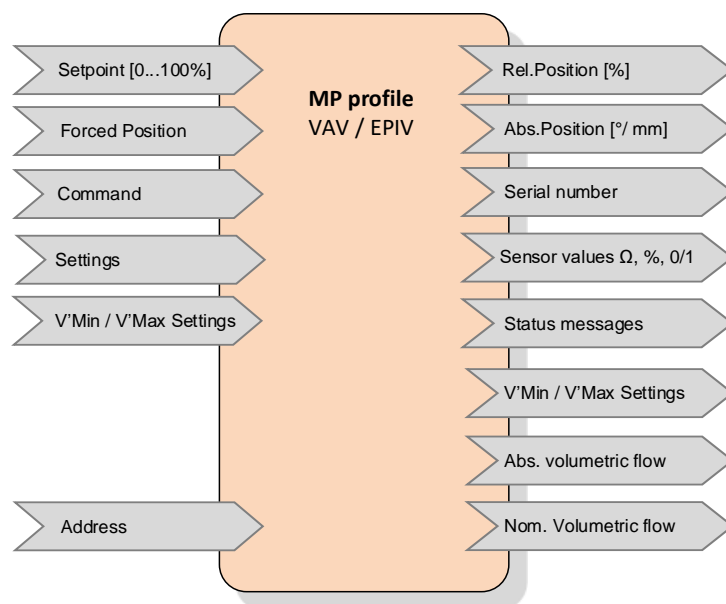 Setpoint [0...100%]
Forced Position
Command
Settings
V'Min / V'Max Settings
Address
MP profile
VAV / EPIV
Rel.Position [%]
Abs.Position [°/ mm]
Serial number
Sensor values Ω, %, 0/1
Status messages
V'Min / V'Max Settings
Abs. volumetric flow
Nom. Volumetric flow